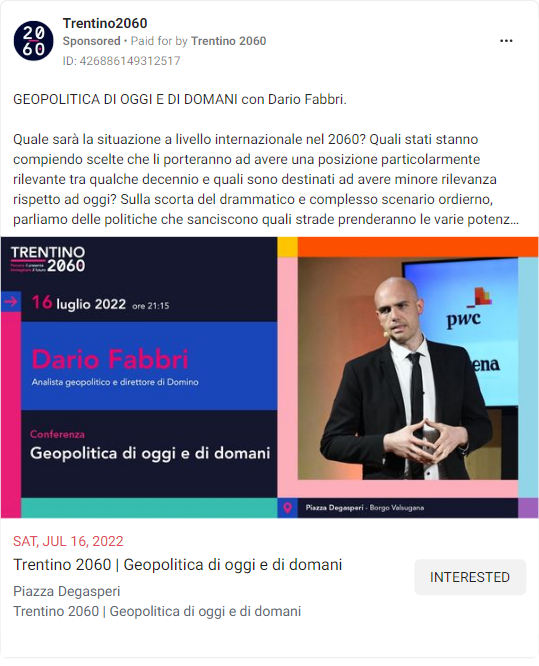 Trentino2060
Sponsored • Paid for by Trentino 2060
ID: 426886149312517
GEOPOLITICA DI OGGI E DI DOMANI con Dario Fabbri.
Quale sarà la situazione a livello internazionale nel 2060? Quali stati stanno
compiendo scelte che li porteranno ad avere una posizione particolarmente
rilevante tra qualche decennio e quali sono destinati ad avere minore rilevanza
rispetto ad oggi? Sulla scorta del drammatico e complesso scenario ordierno,
parliamo delle politiche che sanciscono quali strade prenderanno le varie potenz...
20
60
TRENTINO
2060
16 luglio 2022 ore 21:15
Dario Fabbri
Analista geopolitico e direttore di Domino
Conferenza
Geopolitica di oggi e di domani
pwc
ena
Piazza Degasperi - Borgo Valsugana
SAT, JUL 16, 2022
Trentino 2060 | Geopolitica di oggi e di domani
Piazza Degasperi
Trentino 2060 | Geopolitica di oggi e di domani
INTERESTED